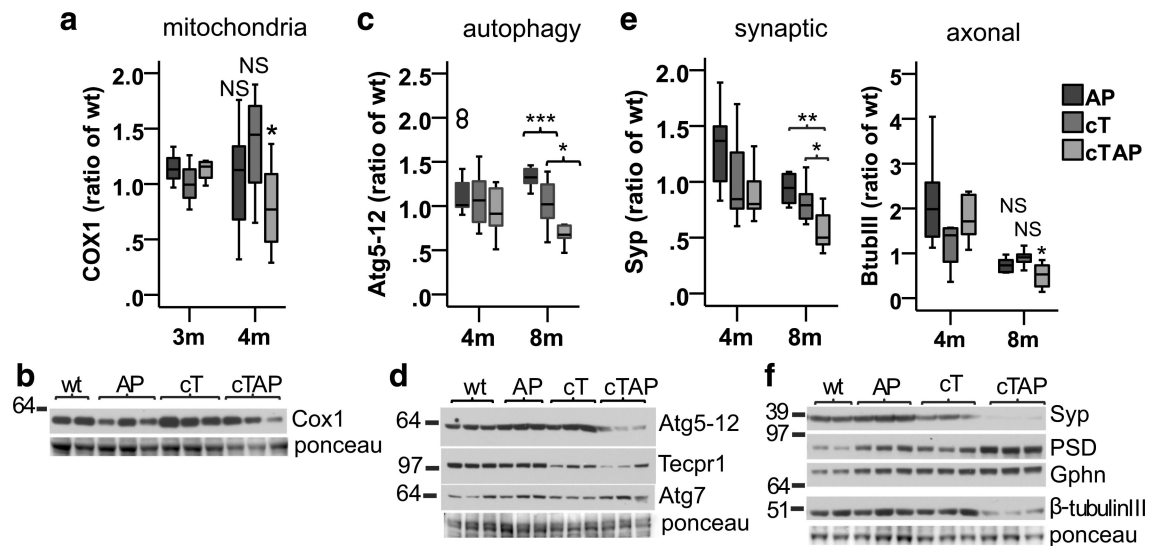 a
mitochondria
COX1 (ratio of wt)
2.0
1.5
1.0
.5
.0
NS
NS
*
3m
4m
c
autophagy
Atg5-12 (ratio of wt)
2.5
2.0
1.5
1.0
.5
.0
***
*
4m
8m
e
synaptic
Syp (ratio of wt)
2.0
1.5
1.0
.5
.0
**
*
4m
8m
axonal
BtubIII (ratio of wt)
5
4
3
2
1
0
NS
NS
*
4m
8m
AP
cT
cTAP
b
wt AP cT cTAP
64
Cox1
ponceau
d
wt AP cT cTAP
64
Atg5-12
97
Tecpr1
64
Atg7
ponceau
f
wt AP cT cTAP
39
Syp
97
PSD
Gphn
64
51
β-tubulinIII
ponceau